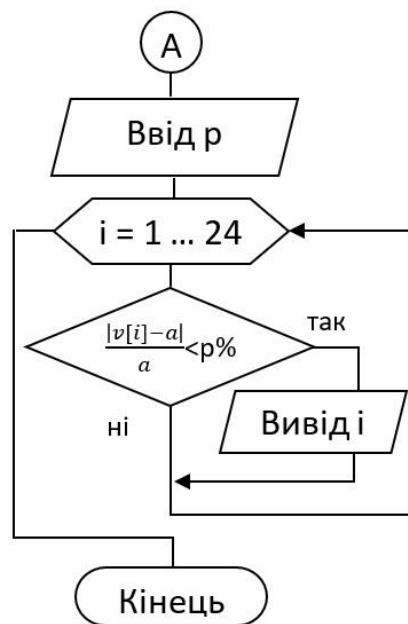 А
Ввід p
i = 1 ... 24
|v[i]−a|
a
<p%
так
ні
Вивід i
Кінець